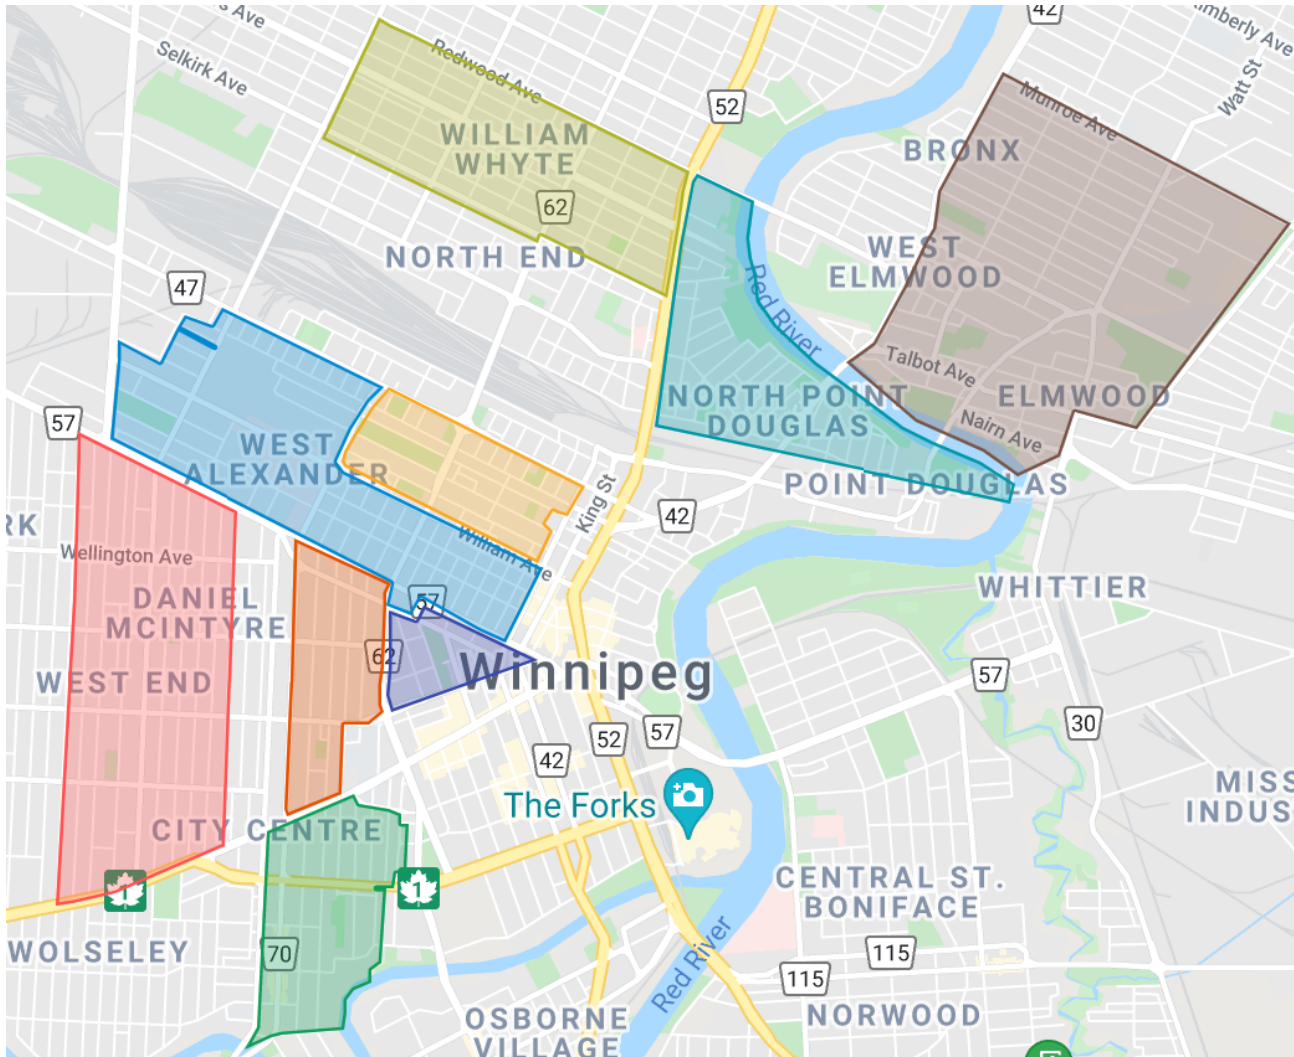 s Ave
42
imberly Ave
Selkirk Ave
Redwood Ave
Watt St
52
Munroe Ave
WILLIAM
WHYTE
BRONX
62
NORTH END
WEST
ELMWOOD
47
Red River
Talbot Ave
ELMWOOD
NORTH POINT
DOUGLAS
57
Nairn Ave
WEST
ALEXANDER
POINT DOUGLAS
King St
42
RK
Wellington Ave
William Ave
WHITTIER
DANIEL
MCINTYRE
57
62
Winnipeg
WEST END
57
30
52
57
42
The Forks
MISS
INDUS
CITY CENTRE
1
1
CENTRAL ST.
BONIFACE
WOLSELEY
70
115
115
Red River
OSBORNE
VILLAGE
NORWOOD